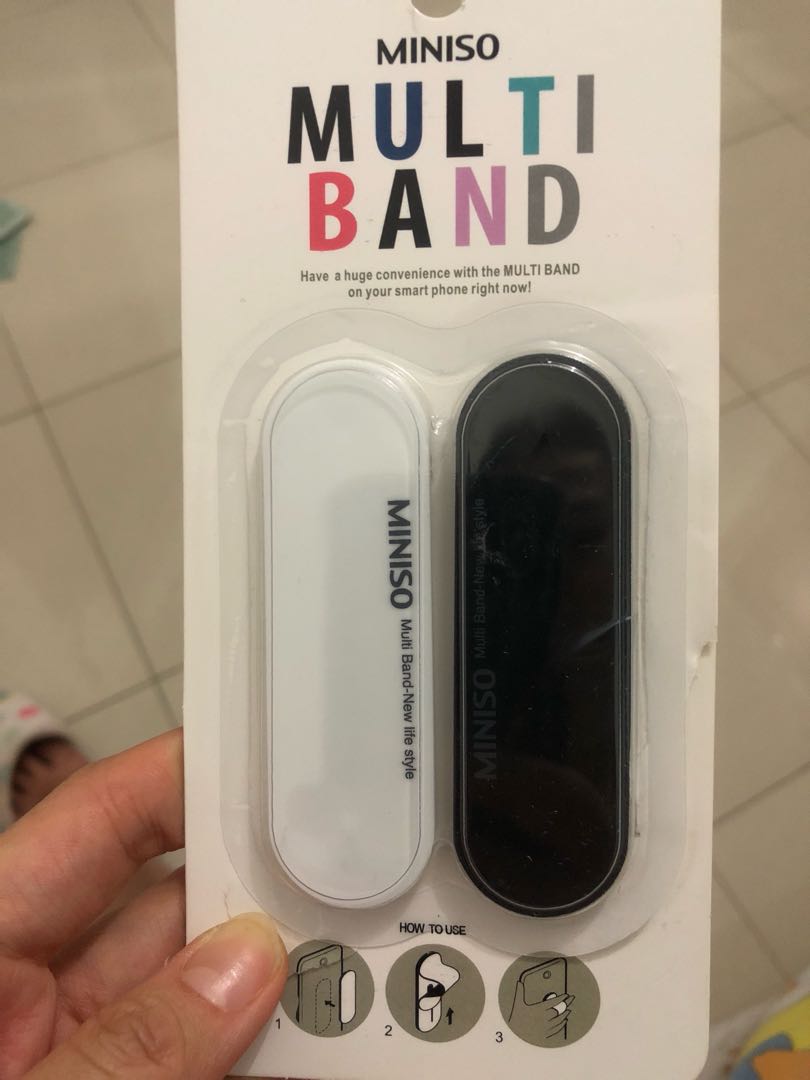 MINISO
MULTI
BAND
Have a huge convenience with the MULTI BAND
on your smart phone right now!
MINISO Multi Band-New life style
MINISO Multi Band-New life style
HOW TO USE
1
2
3